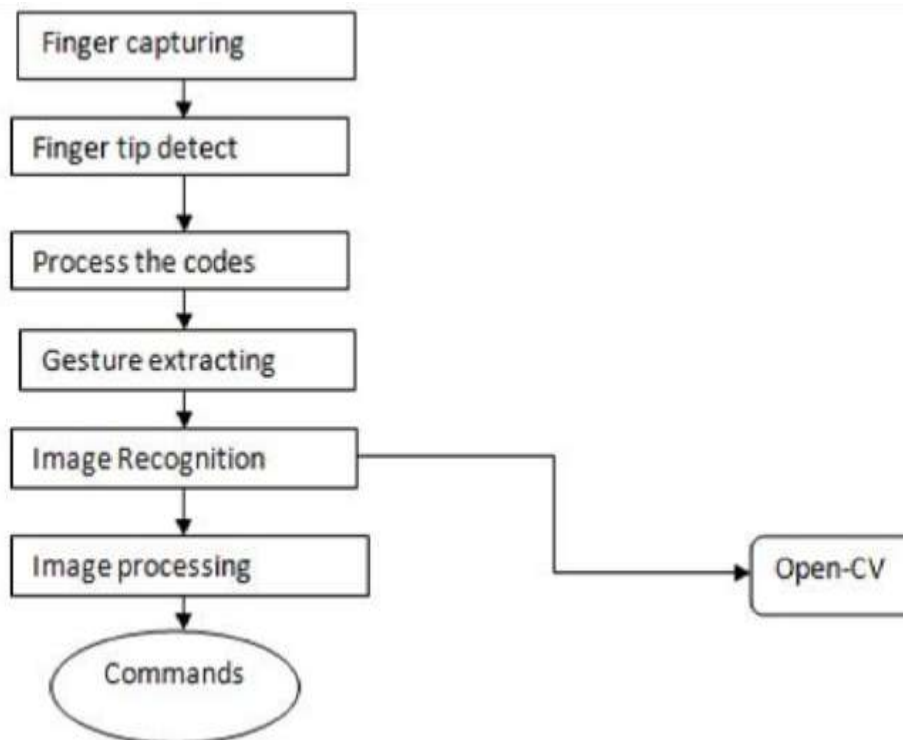 Finger capturing
Finger tip detect
Process the codes
Gesture extracting
Image Recognition
Image processing
Open-CV
Commands